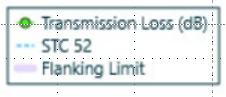 Transmission Loss (dB)
STC 52
Flanking Limit